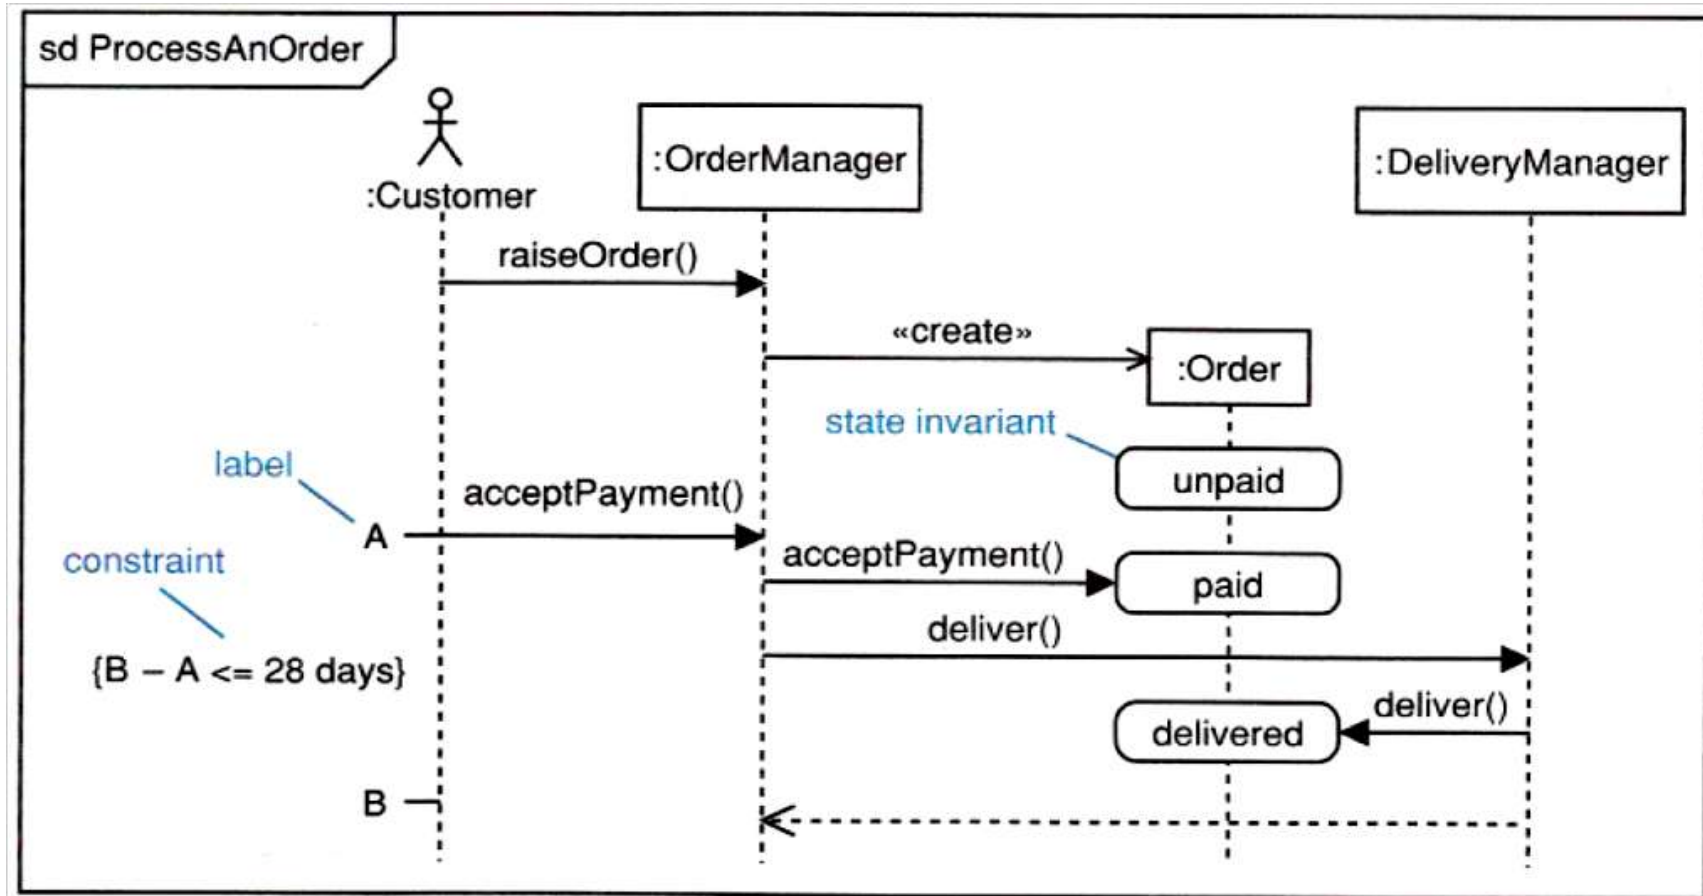 sd ProcessAnOrder
:Customer
:OrderManager
:DeliveryManager
raiseOrder()
«create»
:Order
state invariant
unpaid
label
A
acceptPayment()
constraint
acceptPayment()
paid
{B – A <= 28 days}
deliver()
deliver()
delivered
B